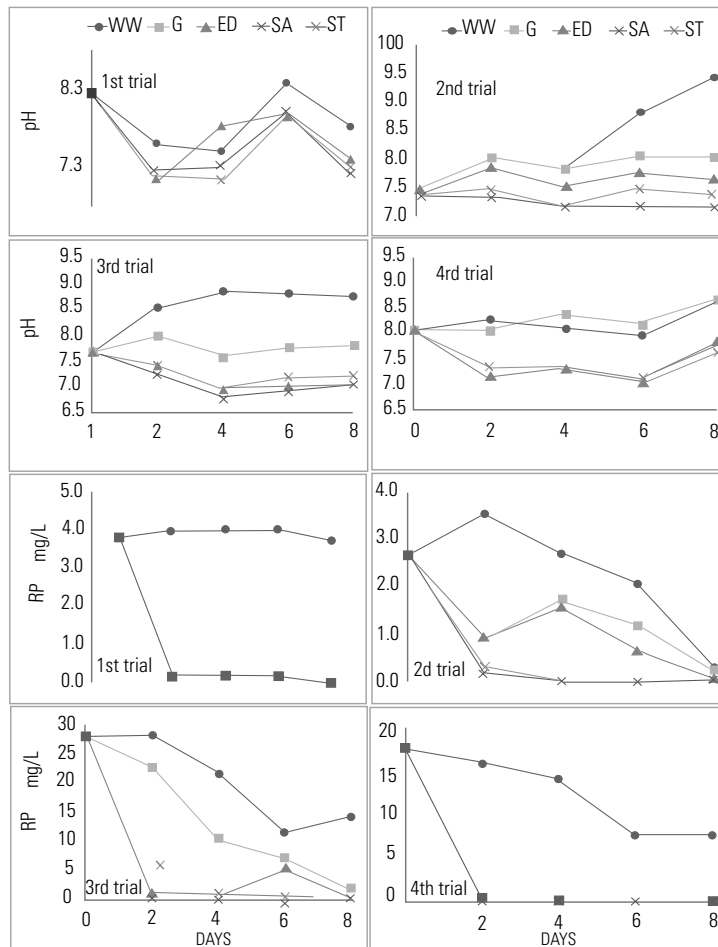 WW G ED SA ST
1st trial
pH
8.3
7.3
WW G ED SA ST
2nd trial
100
9.5
9.0
8.5
8.0
7.5
7.0
3rd trial
pH
9.5
9.0
8.5
8.0
7.5
7.0
6.5
1 2 4 6 8
4rd trial
9.5
9.0
8.5
8.0
7.5
7.0
6.5
0 2 4 6 8
RP mg/L
5.0
4.0
3.0
2.0
1.0
0.0
1st trial
4.0
3.0
2.0
1.0
0.0
2d trial
RP mg/L
30
25
20
15
10
5
0
3rd trial
0 2 4 6 8
DAYS
20
15
10
5
0
4th trial
2 4 6 8
DAYS